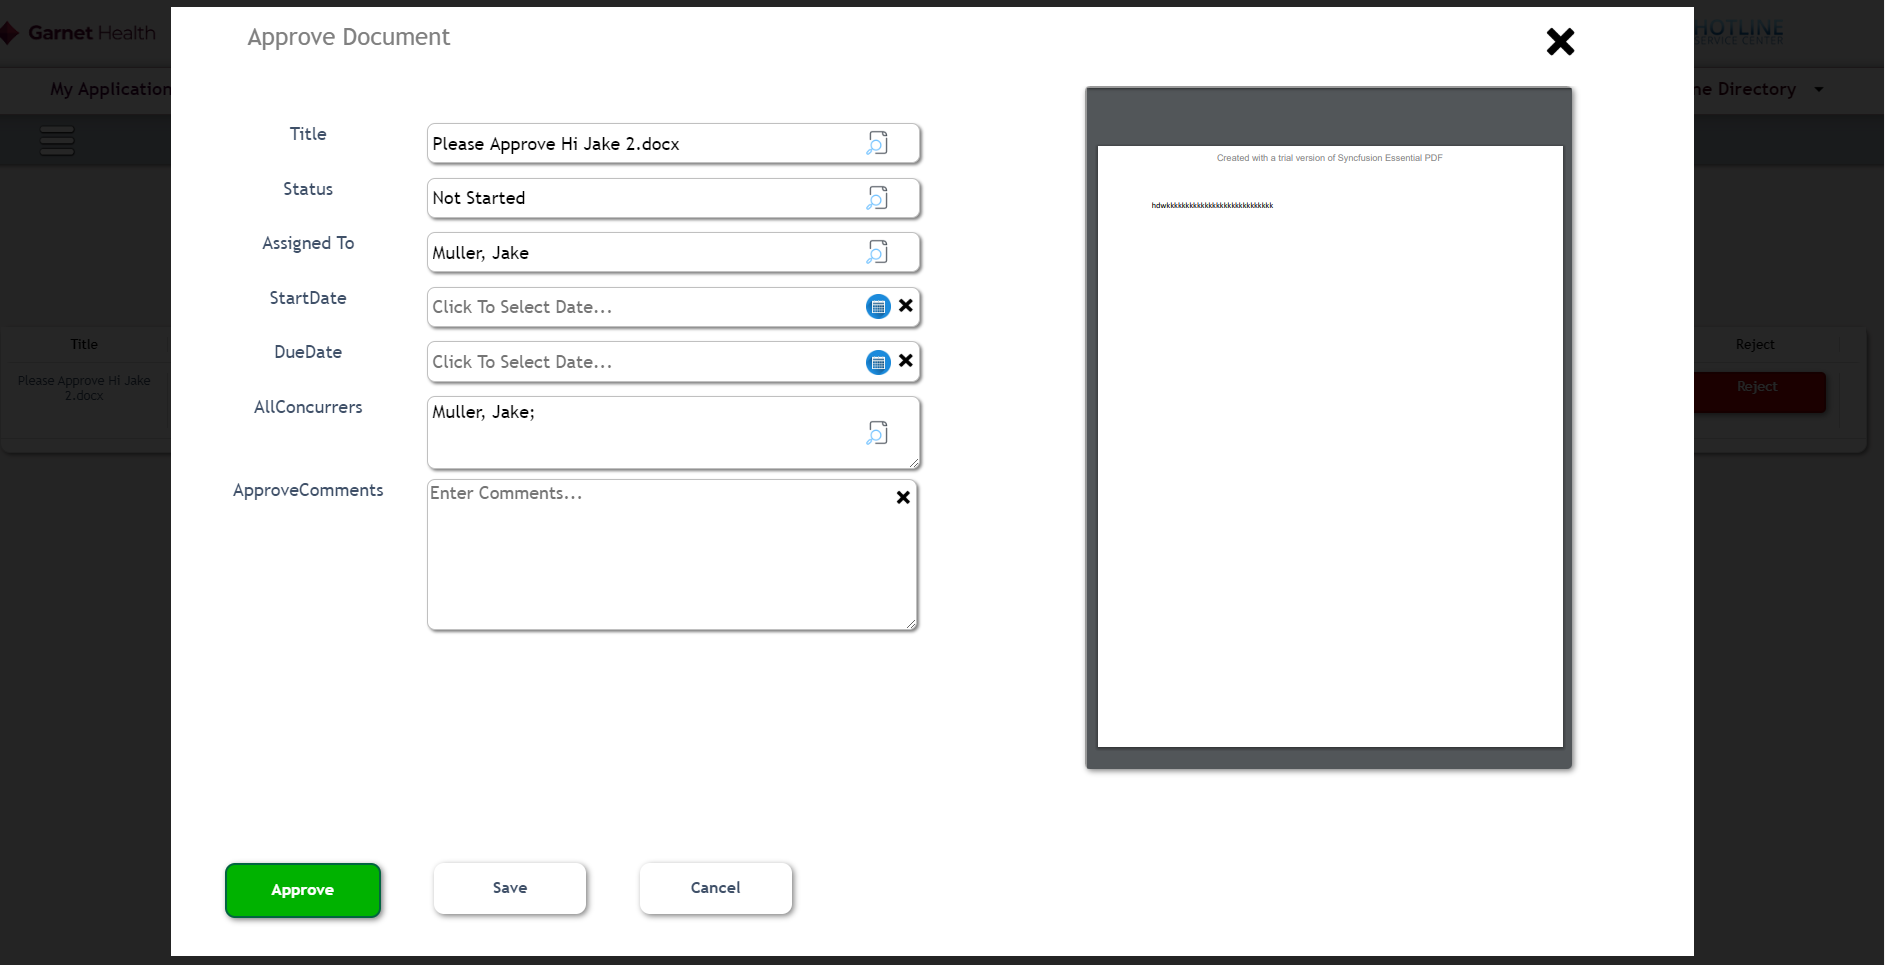 Garnet Health
Approve Document
HOTLINE
SERVICE CENTER
My Application
ne Directory
Title
Please Approve Hi Jake 2.docx
Status
Not Started
Assigned To
Muller, Jake
StartDate
Click To Select Date...
DueDate
Click To Select Date...
AllConcurrers
Muller, Jake;
ApproveComments
Enter Comments...
Created with a trial version of Syncfusion Essential PDF
Title
Please Approve Hi Jake
2.docx
Reject
Reject
Approve
Save
Cancel